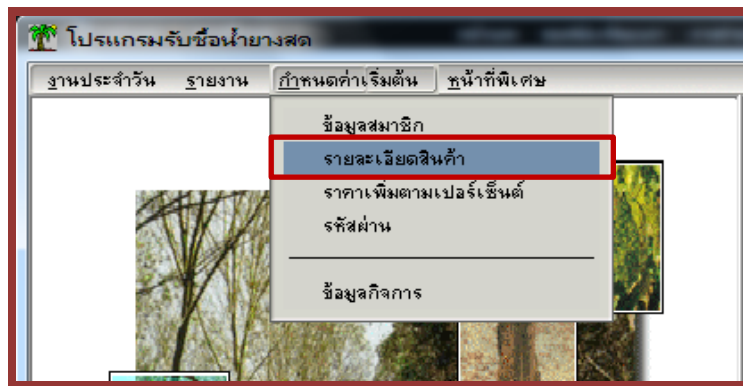 โปรแกรมรับซื้อน้ำยางสด
งานประจำวัน รายงาน กำหนดค่าเริ่มต้น หน้าที่พิเศษ
ข้อมูลสมาชิก
รายละเอียดสินค้า
ราคาเพิ่มตามเปอร์เซ็นต์
รหัสผ่าน
ข้อมูลกิจการ